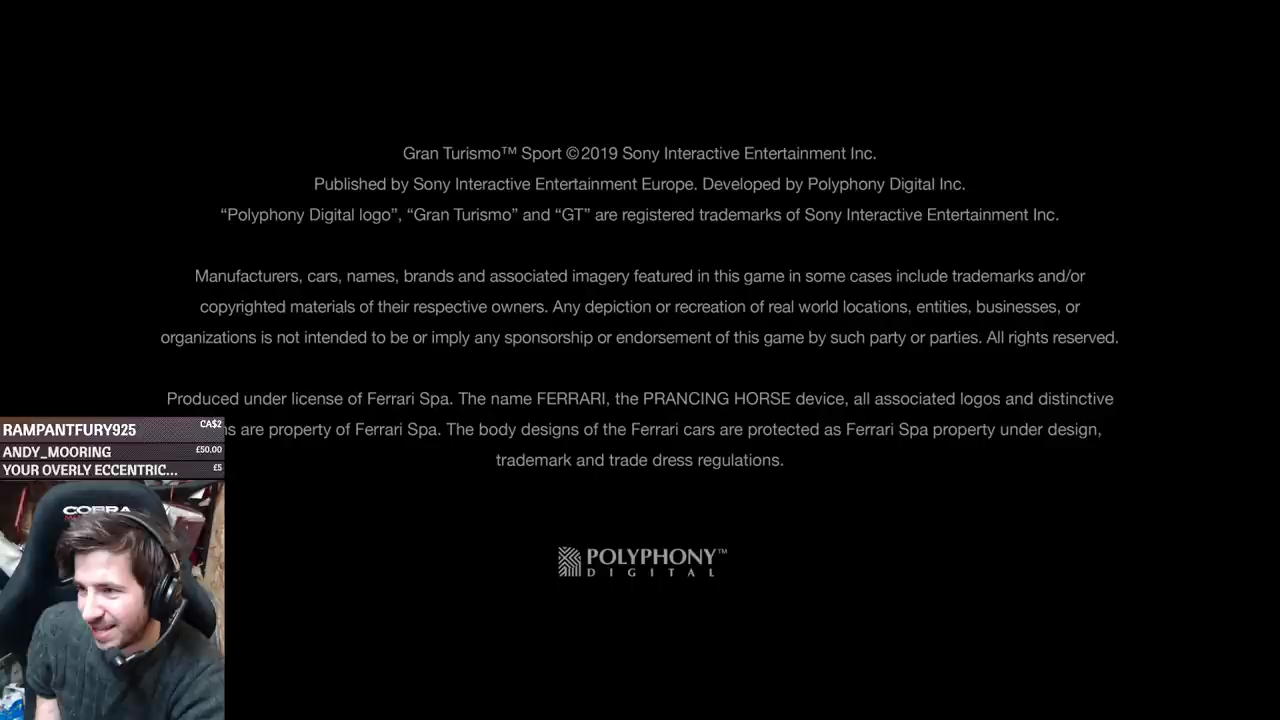 Gran Turismo™ Sport ©2019 Sony Interactive Entertainment Inc.
Published by Sony Interactive Entertainment Europe. Developed by Polyphony Digital Inc.
“Polyphony Digital logo”, “Gran Turismo” and “GT” are registered trademarks of Sony Interactive Entertainment Inc.
Manufacturers, cars, names, brands and associated imagery featured in this game in some cases include trademarks and/or
copyrighted materials of their respective owners. Any depiction or recreation of real world locations, entities, businesses, or
organizations is not intended to be or imply any sponsorship or endorsement of this game by such party or parties. All rights reserved.
Produced under license of Ferrari Spa. The name FERRARI, the PRANCING HORSE device, all associated logos and distinctive
are property of Ferrari Spa. The body designs of the Ferrari cars are protected as Ferrari Spa property under design,
trademark and trade dress regulations.
RAMPANTFURY925 CA$2
ANDY_MOORING £50.00
YOUR OVERLY ECCENTRIC... £5
COBRA
POLYPHONY™
DIGITAL